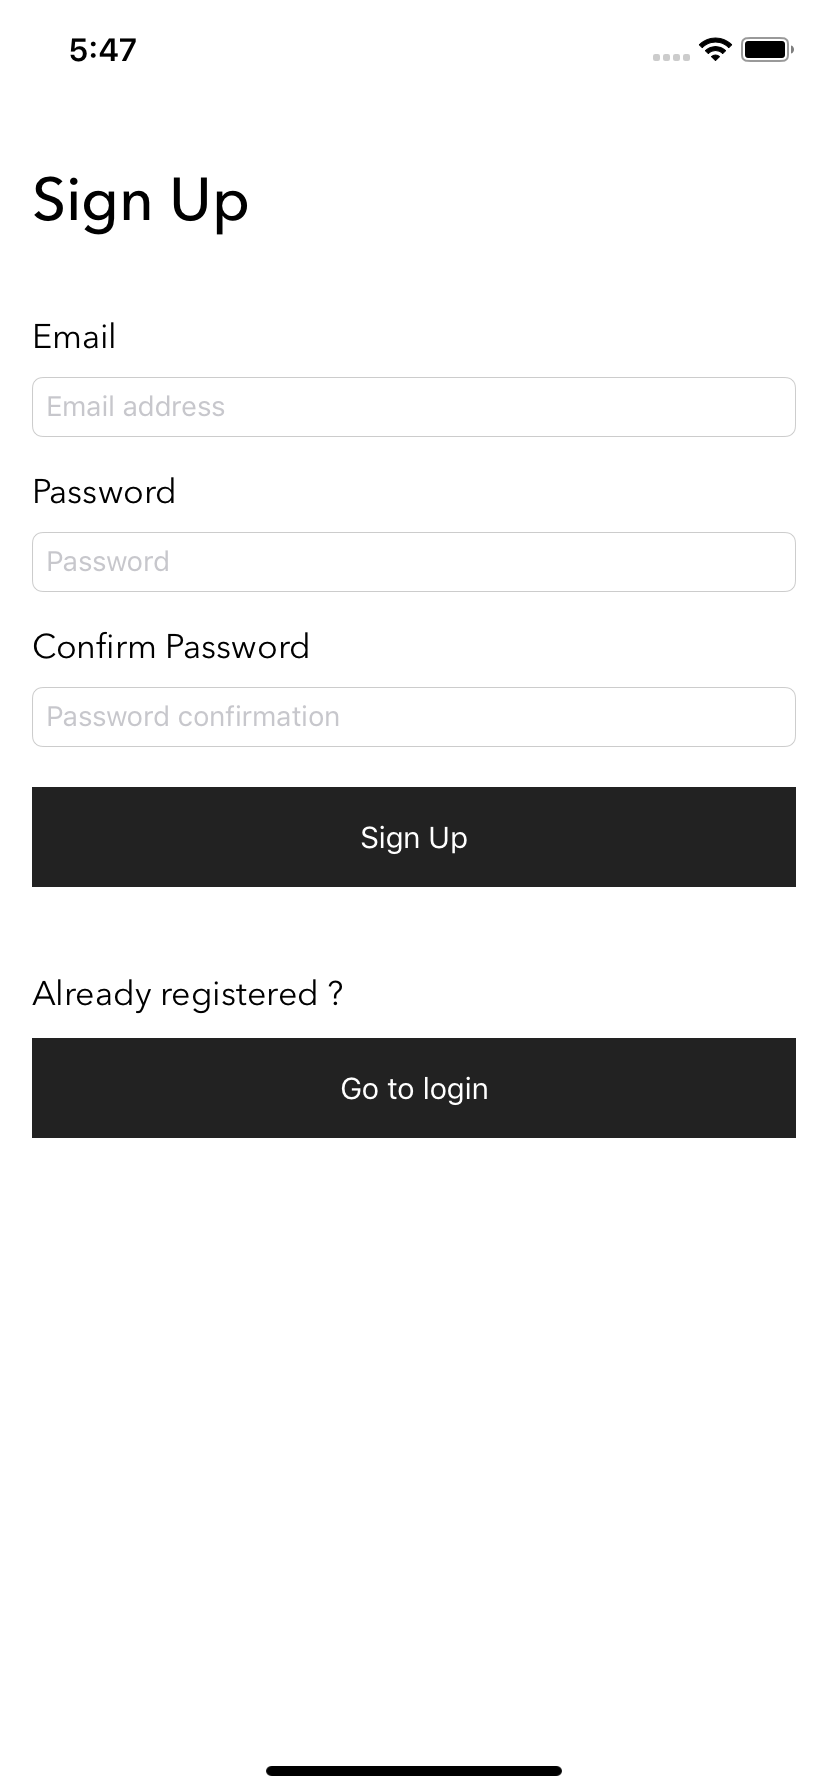 5:47
Sign Up
Email
Email address
Password
Password
Confirm Password
Password confirmation
Sign Up
Already registered ?
Go to login